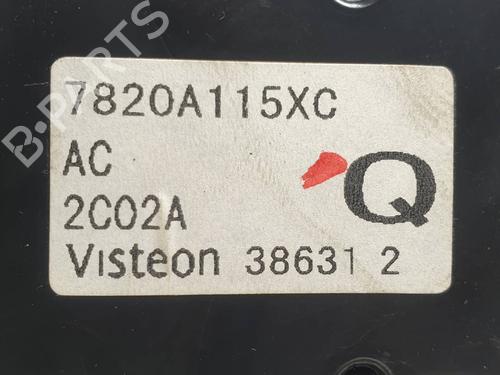 7820A115XC
AC
2C02A
Q
Visteon 38631 2
B-PARTS